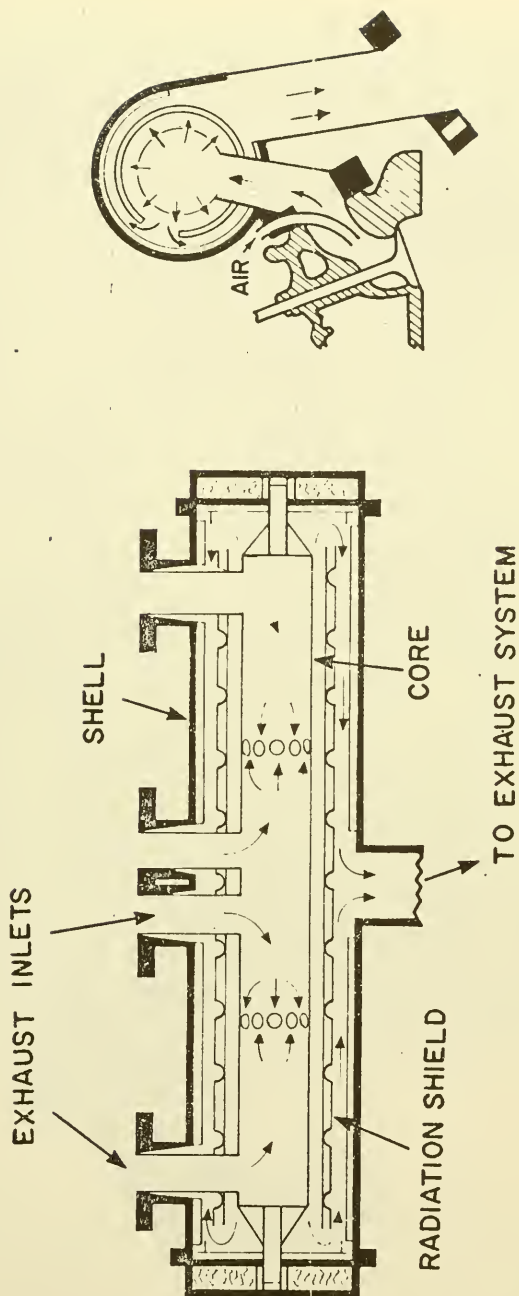 EXHAUST INLETS
SHELL
RADIATION SHIELD
CORE
TO EXHAUST SYSTEM
AIR